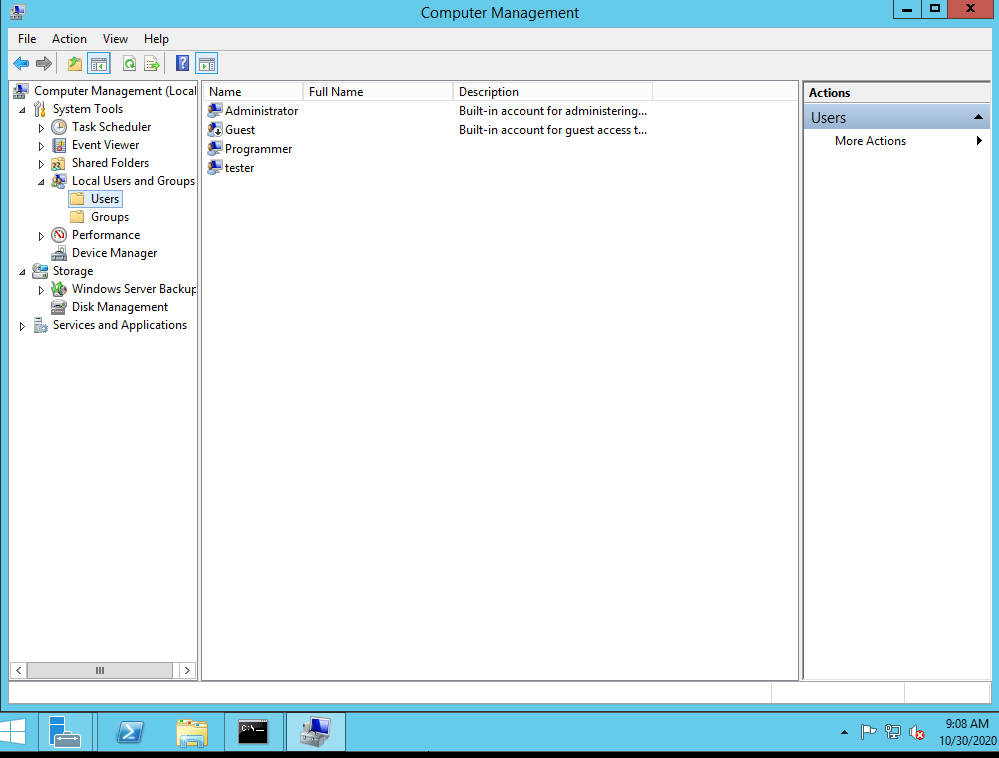 Computer Management
File Action View Help
Computer Management (Local
System Tools
Task Scheduler
Event Viewer
Shared Folders
Local Users and Groups
Users
Groups
Performance
Device Manager
Storage
Windows Server Backup
Disk Management
Services and Applications
Name Full Name Description
Administrator Built-in account for administering...
Guest Built-in account for guest access t...
Programmer
tester
Actions
Users
More Actions
C:\_
9:08 AM
10/30/2020